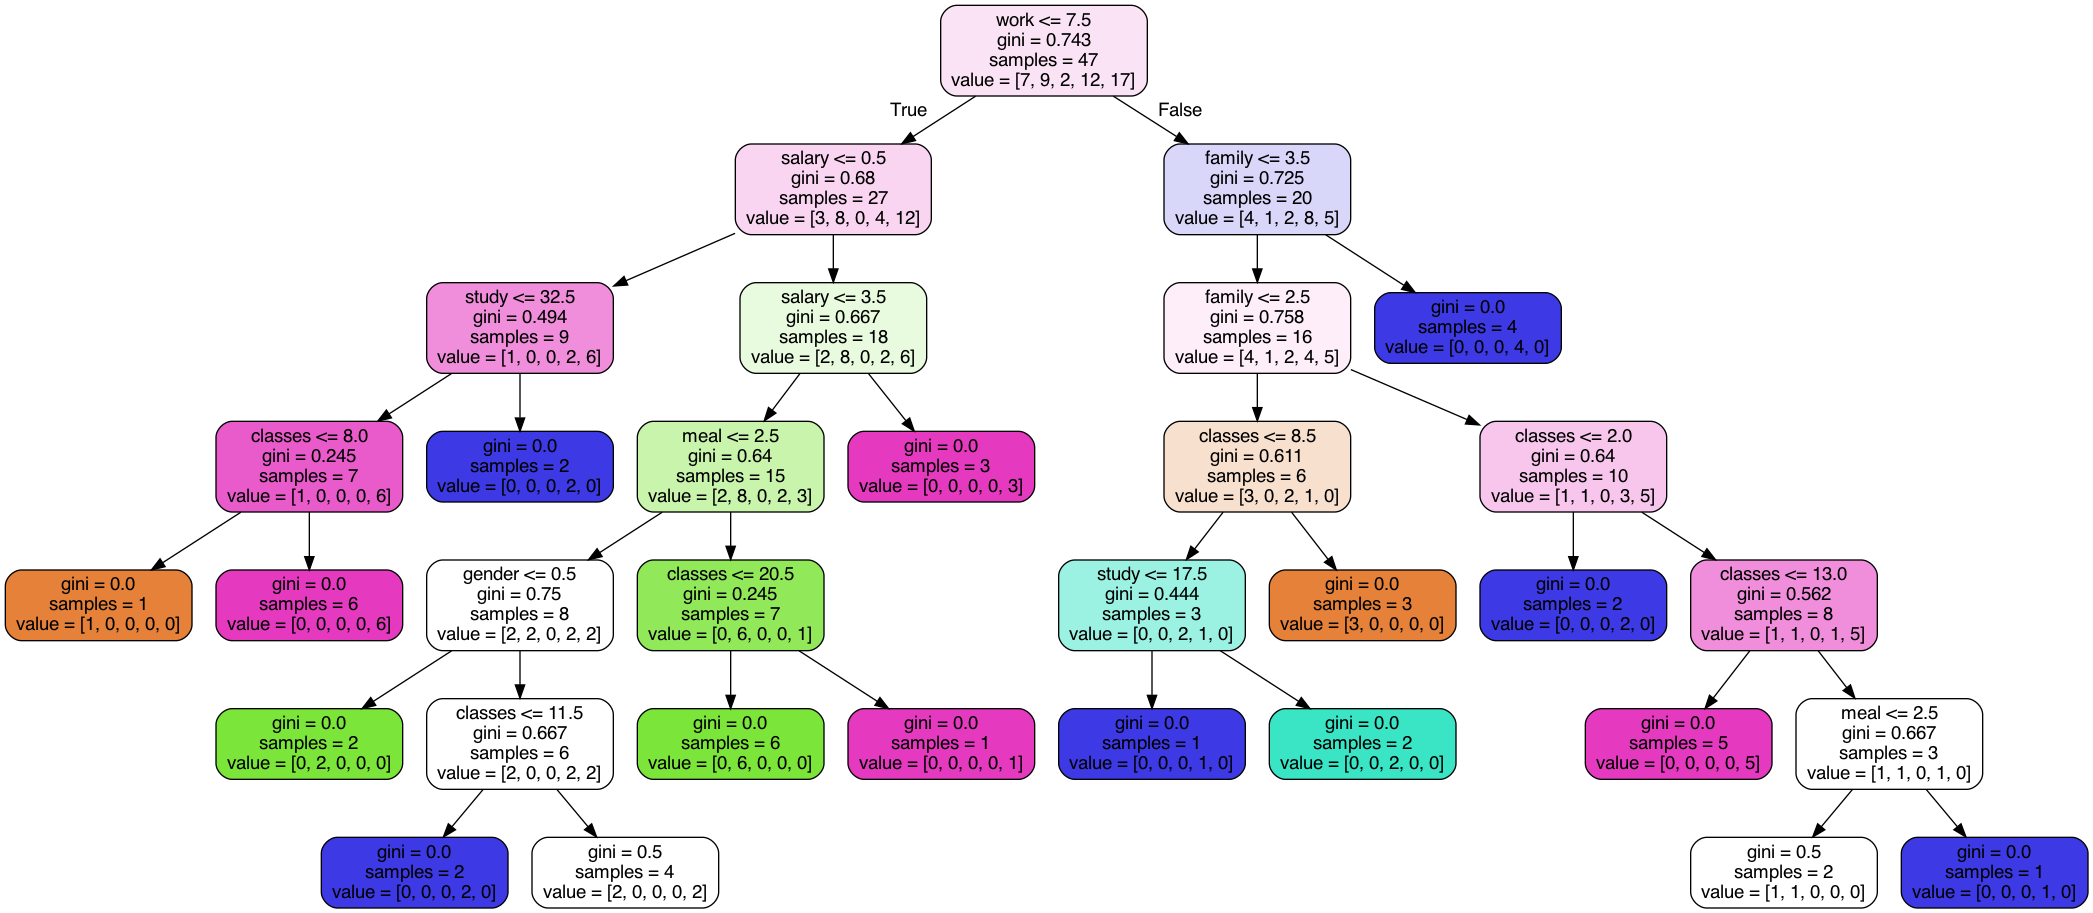 work <= 7.5
gini = 0.743
samples = 47
value = [7, 9, 2, 12, 17]
True
False
salary <= 0.5
gini = 0.68
samples = 27
value = [3, 8, 0, 4, 12]
family <= 3.5
gini = 0.725
samples = 20
value = [4, 1, 2, 8, 5]
study <= 32.5
gini = 0.494
samples = 9
value = [1, 0, 0, 2, 6]
salary <= 3.5
gini = 0.667
samples = 18
value = [2, 8, 0, 2, 6]
family <= 2.5
gini = 0.758
samples = 16
value = [4, 1, 2, 4, 5]
gini = 0.0
samples = 4
value = [0, 0, 0, 4, 0]
classes <= 8.0
gini = 0.245
samples = 7
value = [1, 0, 0, 0, 6]
gini = 0.0
samples = 2
value = [0, 0, 0, 2, 0]
meal <= 2.5
gini = 0.64
samples = 15
value = [2, 8, 0, 2, 3]
gini = 0.0
samples = 3
value = [0, 0, 0, 0, 3]
classes <= 8.5
gini = 0.611
samples = 6
value = [3, 0, 2, 1, 0]
classes <= 2.0
gini = 0.64
samples = 10
value = [1, 1, 0, 3, 5]
gini = 0.0
samples = 1
value = [1, 0, 0, 0, 0]
gini = 0.0
samples = 6
value = [0, 0, 0, 0, 6]
gender <= 0.5
gini = 0.75
samples = 8
value = [2, 2, 0, 2, 2]
classes <= 20.5
gini = 0.245
samples = 7
value = [0, 6, 0, 0, 1]
study <= 17.5
gini = 0.444
samples = 3
value = [0, 0, 2, 1, 0]
gini = 0.0
samples = 3
value = [3, 0, 0, 0, 0]
gini = 0.0
samples = 2
value = [0, 0, 0, 2, 0]
classes <= 13.0
gini = 0.562
samples = 8
value = [1, 1, 0, 1, 5]
gini = 0.0
samples = 2
value = [0, 2, 0, 0, 0]
classes <= 11.5
gini = 0.667
samples = 6
value = [2, 0, 0, 2, 2]
gini = 0.0
samples = 6
value = [0, 6, 0, 0, 0]
gini = 0.0
samples = 1
value = [0, 0, 0, 0, 1]
gini = 0.0
samples = 1
value = [0, 0, 0, 1, 0]
gini = 0.0
samples = 2
value = [0, 0, 2, 0, 0]
gini = 0.0
samples = 5
value = [0, 0, 0, 0, 5]
meal <= 2.5
gini = 0.667
samples = 3
value = [1, 1, 0, 1, 0]
gini = 0.0
samples = 2
value = [0, 0, 0, 2, 0]
gini = 0.5
samples = 4
value = [2, 0, 0, 0, 2]
gini = 0.5
samples = 2
value = [1, 1, 0, 0, 0]
gini = 0.0
samples = 1
value = [0, 0, 0, 1, 0]